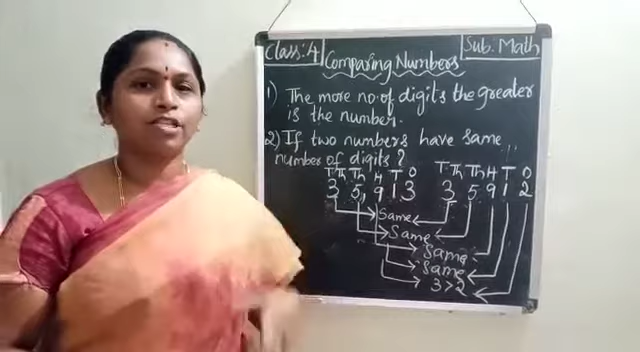 Class: 4
Comparing Numbers
Sub: Math
1) The more no. of digits the greater
is the number.
2) If two numbers have same...
number of digits?
T.Th Th H T O T.Th Th H T O
3 5, 9 1 3 3 5 9 1 2
Same
Same
Same
Same
3 > 2